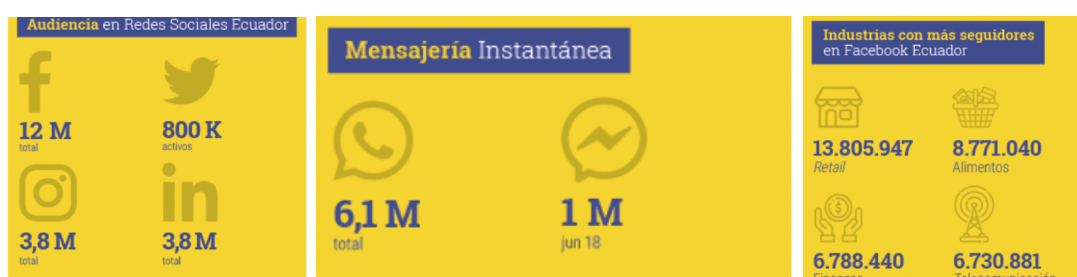 Audiencia en Redes Sociales Ecuador
12 M
total
800 K
activos
3,8 M
total
3,8 M
total
Mensajería Instantánea
6,1 M
total
1 M
jun 18
Industrias con más seguidores
en Facebook Ecuador
13.805.947
Retail
8.771.040
Alimentos
6.788.440
6.730.881